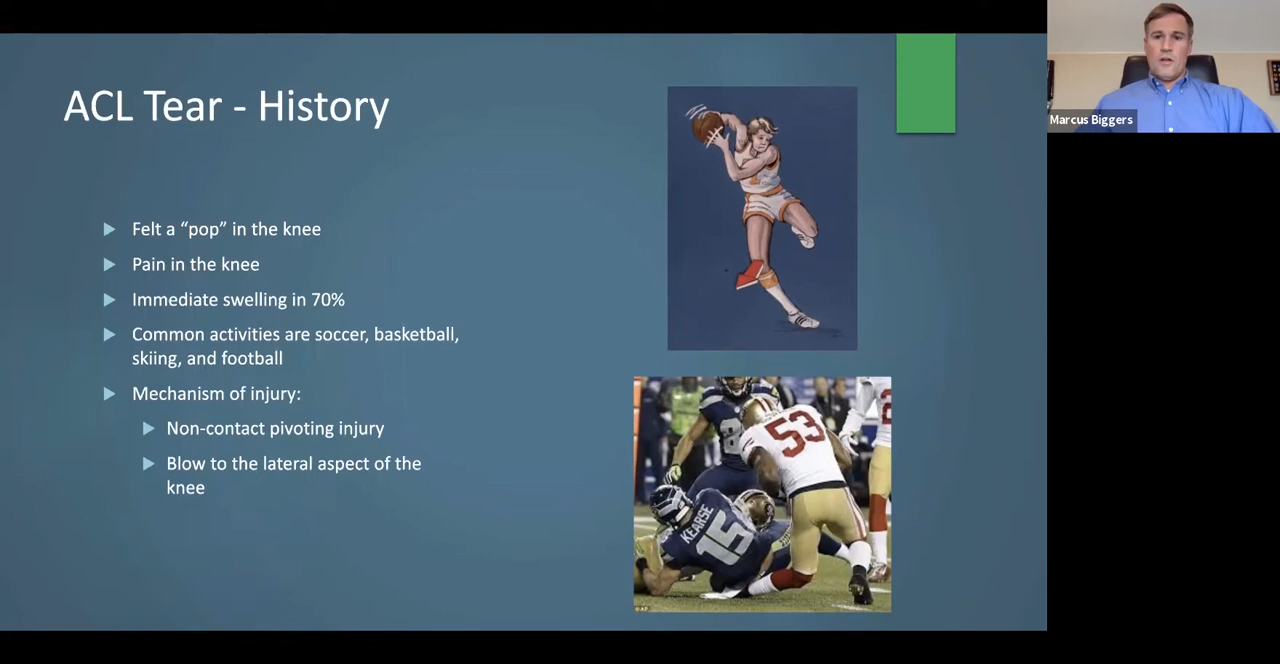 ACL Tear - History
Marcus Biggers
Felt a “pop” in the knee
Pain in the knee
Immediate swelling in 70%
Common activities are soccer, basketball,
skiing, and football
Mechanism of injury:
Non-contact pivoting injury
Blow to the lateral aspect of the
knee
53
8
2
KEARSE
15